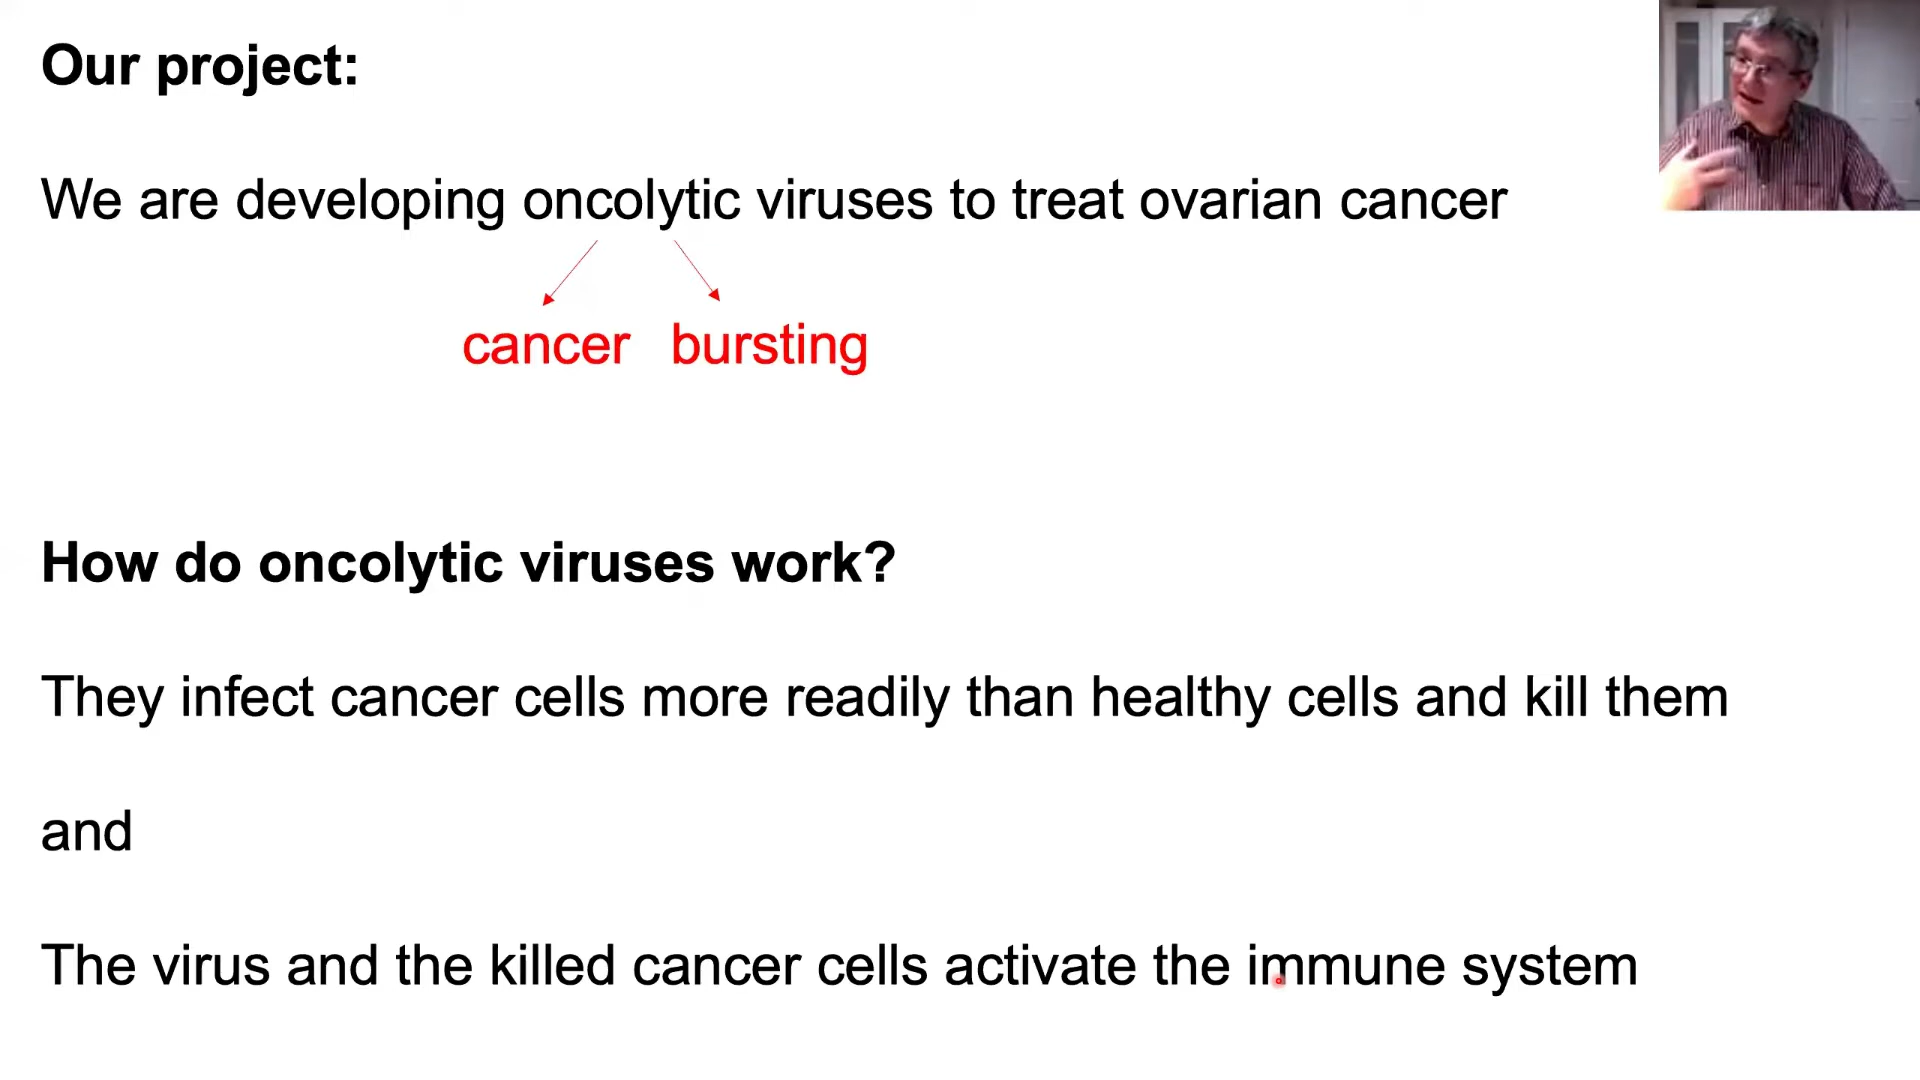 Our project:
We are developing oncolytic viruses to treat ovarian cancer
cancer bursting
How do oncolytic viruses work?
They infect cancer cells more readily than healthy cells and kill them
and
The virus and the killed cancer cells activate the immune system